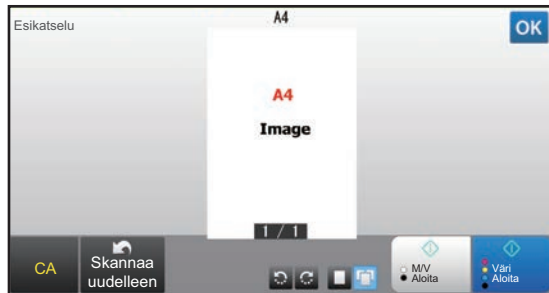 Esikatselu
A4
OK
A4
Image
1 / 1
CA
Skannaa
uudelleen
M/V
Aloita
Väri
Aloita